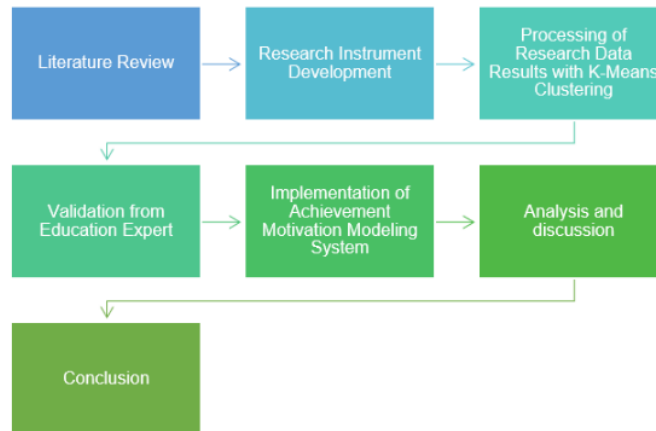 Literature Review
Research Instrument
Development
Processing of
Research Data
Results with K-Means
Clustering
Validation from
Education Expert
Implementation of
Achievement
Motivation Modeling
System
Analysis and
discussion
Conclusion